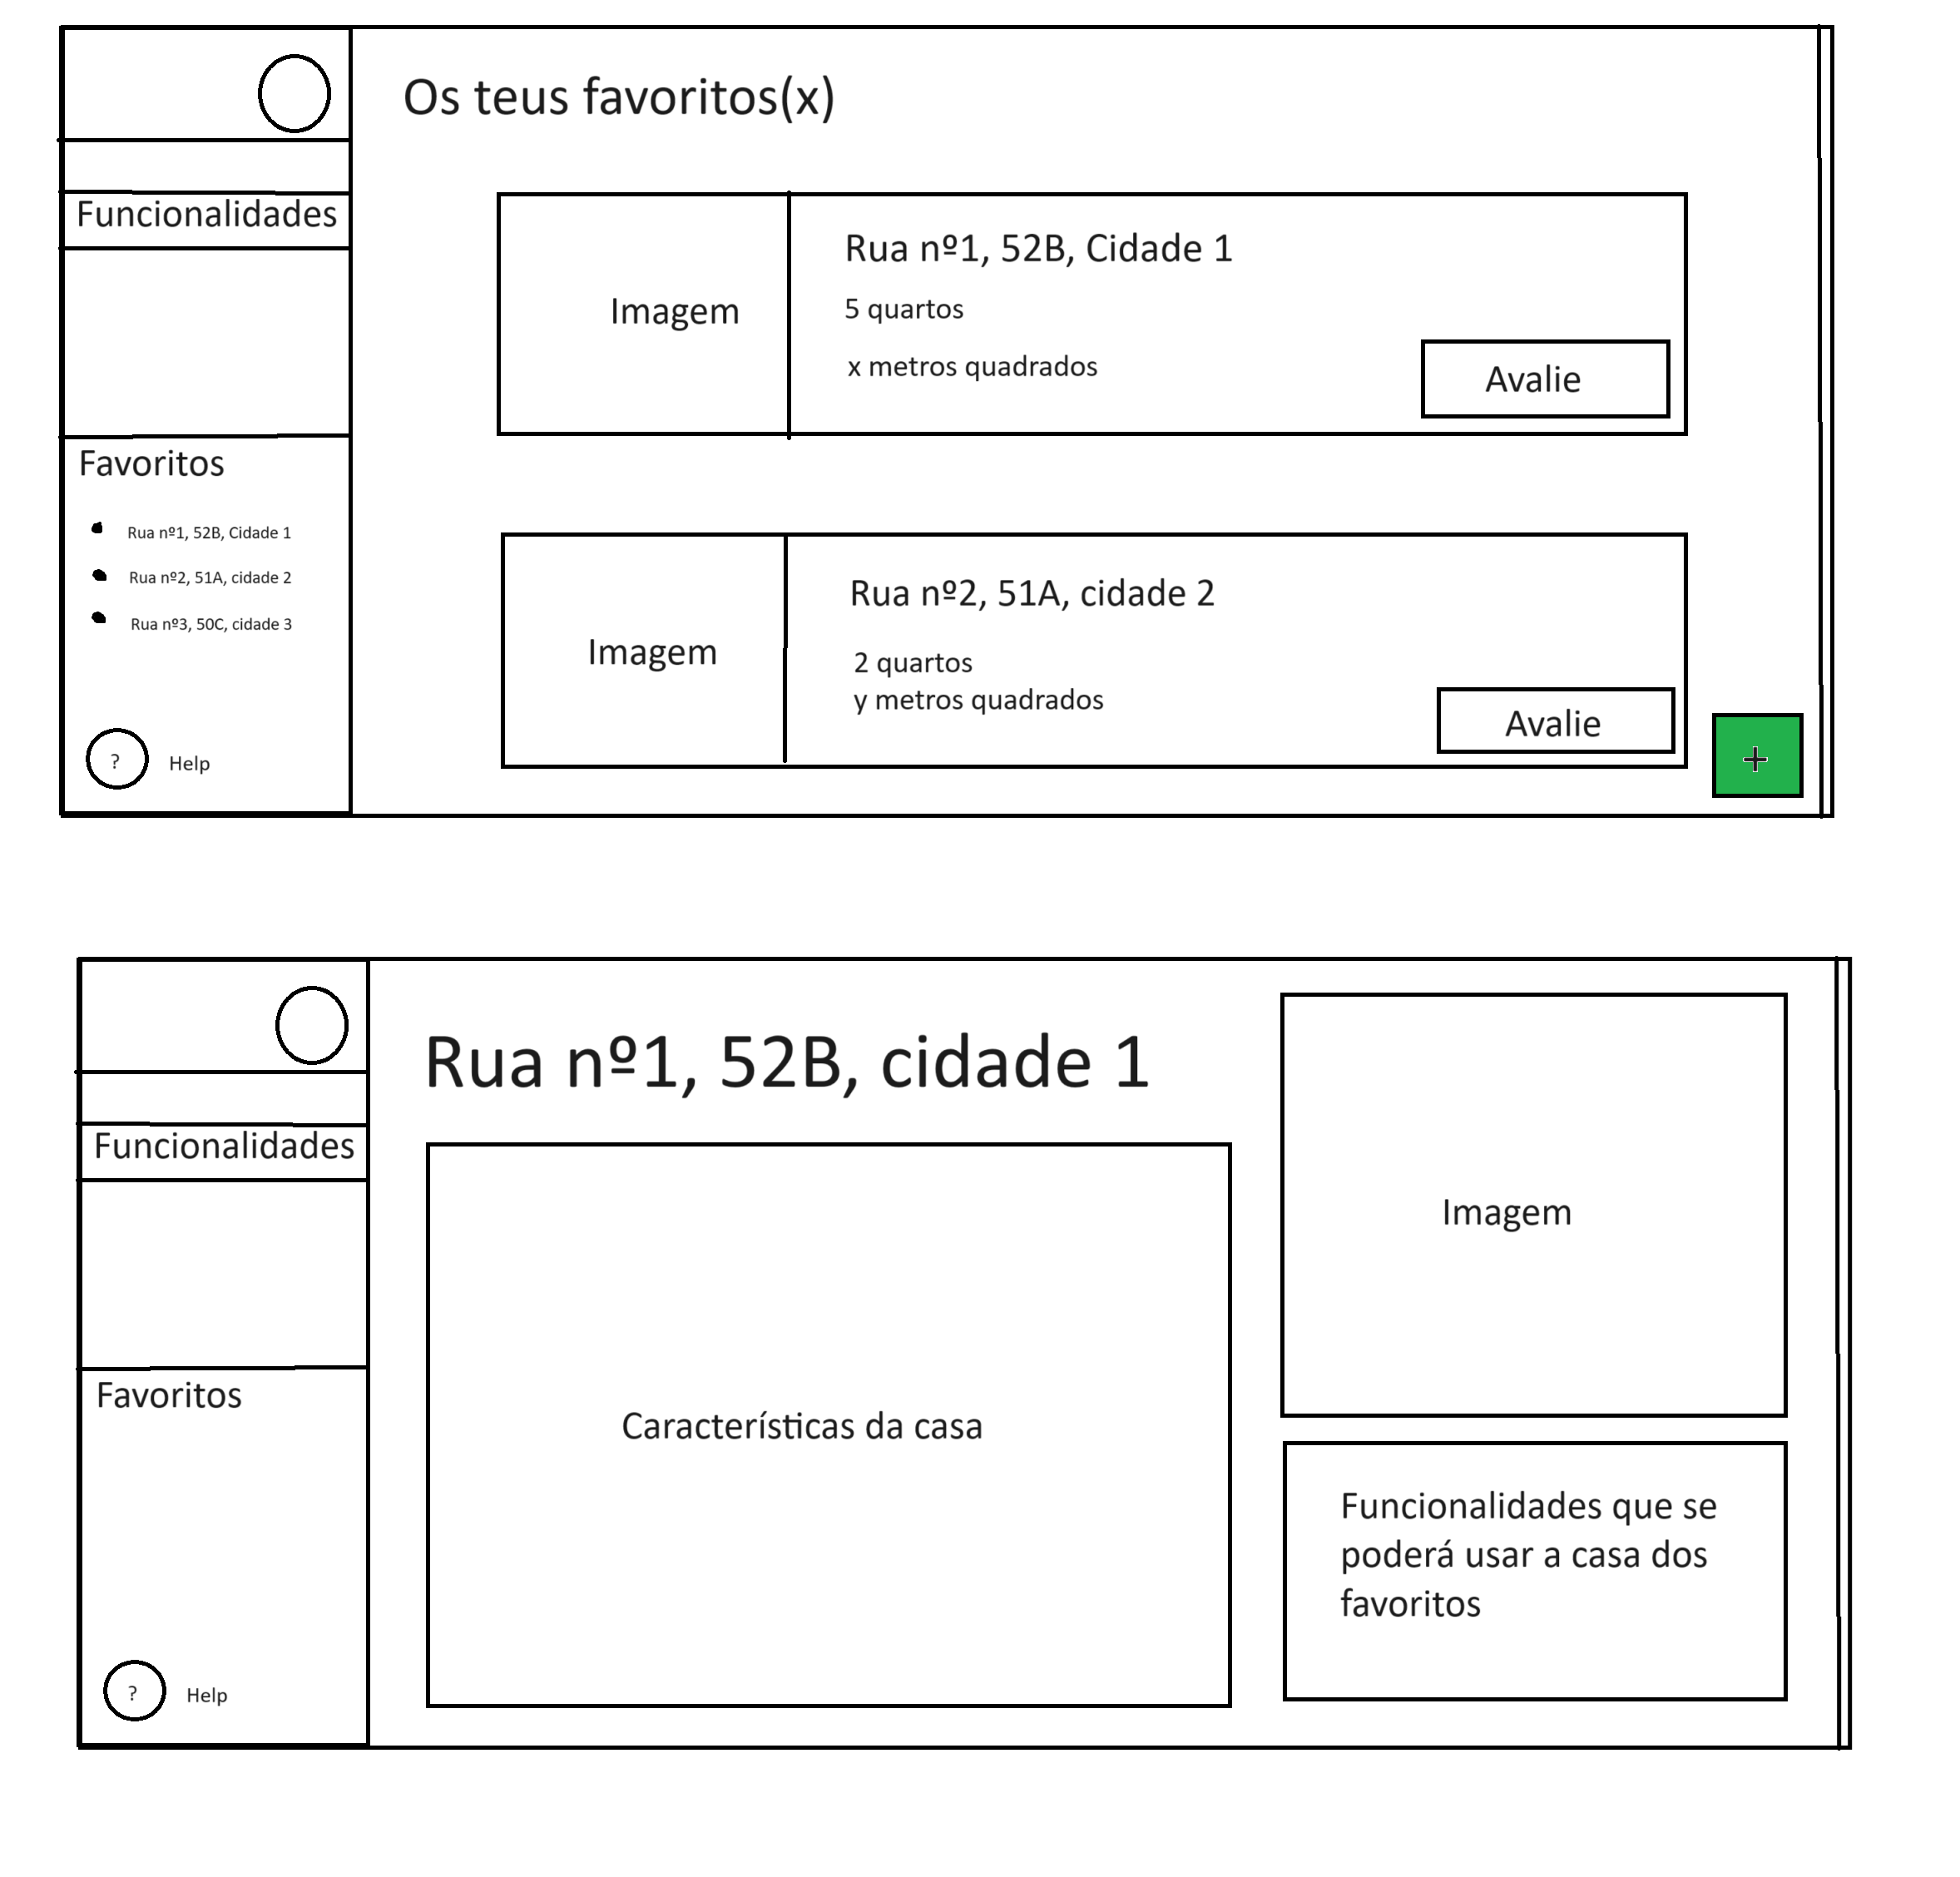 Os teus favoritos(x)
Funcionalidades
Favoritos
Rua nº1, 52B, Cidade 1
Rua nº2, 51A, cidade 2
Rua nº3, 50C, cidade 3
?
Help
Imagem
Rua nº1, 52B, Cidade 1
5 quartos
x metros quadrados
Avalie
Imagem
Rua nº2, 51A, cidade 2
2 quartos
y metros quadrados
Avalie
+
Funcionalidades
Favoritos
?
Help
Rua nº1, 52B, cidade 1
Características da casa
Imagem
Funcionalidades que se
poderá usar a casa dos
favoritos